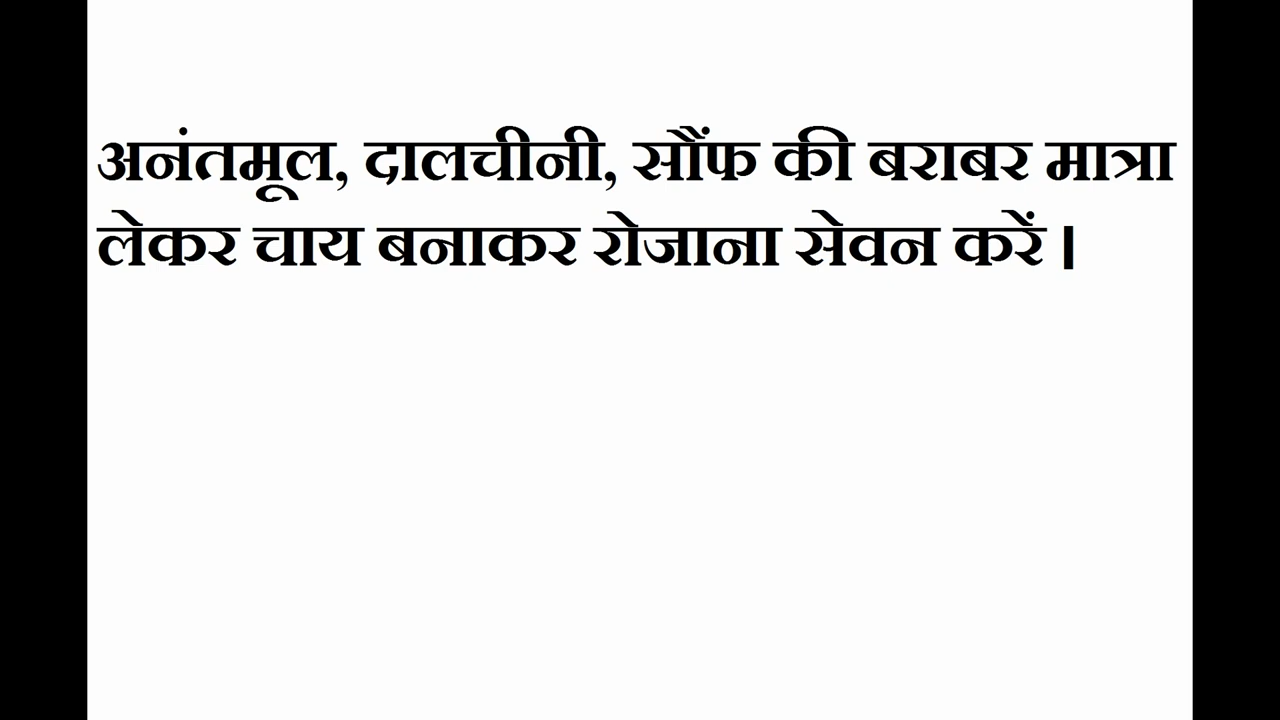 अनंतमूल, दालचीनी, सौंफ की बराबर मात्रा
लेकर चाय बनाकर रोजाना सेवन करें।